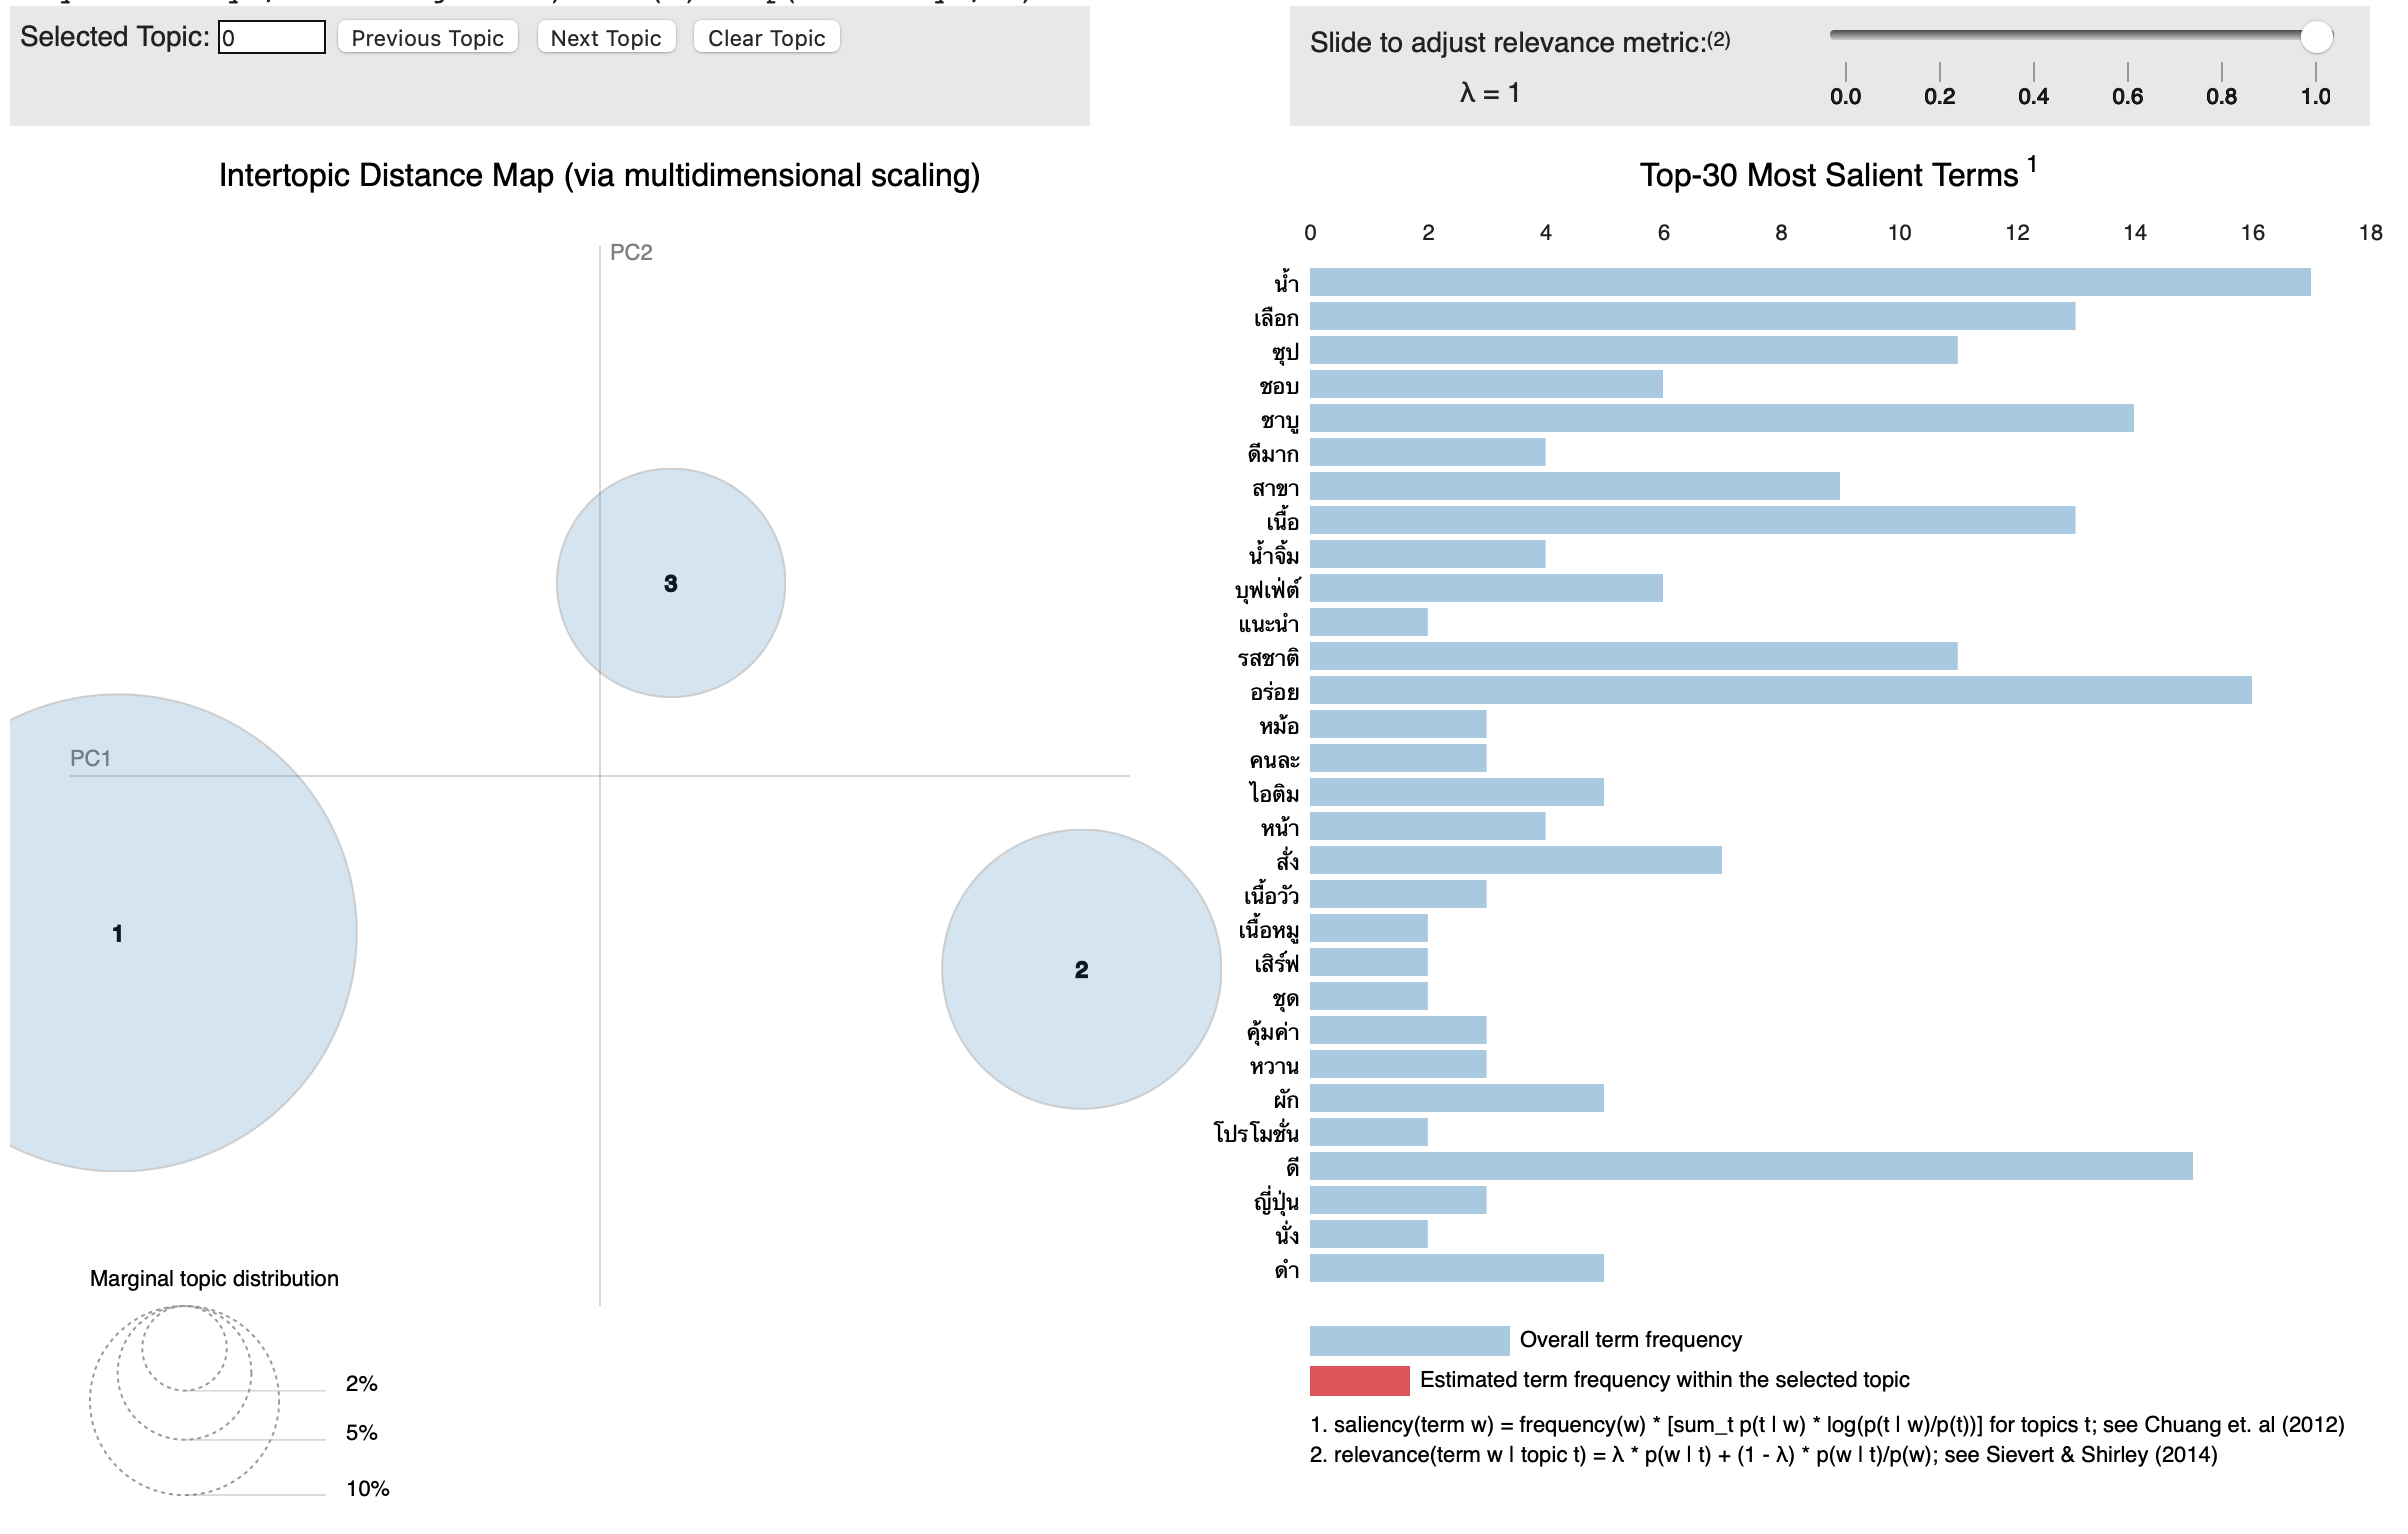 Selected Topic: 0 Previous Topic Next Topic Clear Topic
Slide to adjust relevance metric:(2)
λ = 1
0.0 0.2 0.4 0.6 0.8 1.0
Intertopic Distance Map (via multidimensional scaling)
PC2
PC1
3
1
2
Marginal topic distribution
2%
5%
10%
Top-30 Most Salient Terms 1
0 2 4 6 8 10 12 14 16 18
น้ำ
เลือก
ซุป
ชอบ
ชาบู
ดีมาก
สาขา
เนื้อ
น้ำจิ้ม
บุฟเฟ่ต์
แนะนำ
รสชาติ
อร่อย
หม้อ
คนละ
ไอติม
หน้า
สั่ง
เนื้อวัว
เนื้อหมู
เสิร์ฟ
ชุด
คุ้มค่า
หวาน
ผัก
โปรโมชั่น
ดี
ญี่ปุ่น
นั่ง
ดำ
Overall term frequency
Estimated term frequency within the selected topic
1. saliency(term w) = frequency(w) * [sum_t p(t | w) * log(p(t | w)/p(t))] for topics t; see Chuang et. al (2012)
2. relevance(term w | topic t) = λ * p(w | t) + (1 - λ) * p(w | t)/p(w); see Sievert & Shirley (2014)